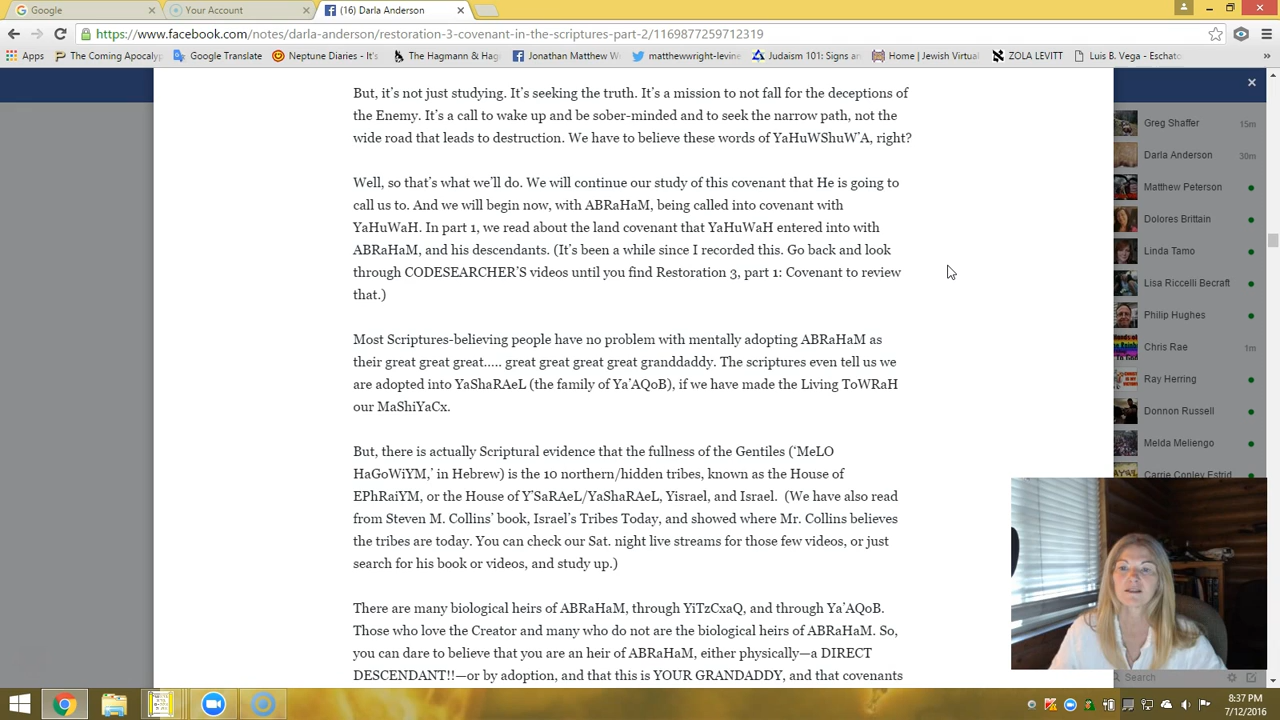 Google
Your Account
(16) Darla Anderson
https://www.facebook.com/notes/darla-anderson/restoration-3-covenant-in-the-scriptures-part-2/1169877259712319
Apps
The Coming Apocalyp
Google Translate
Neptune Diaries - It's
The Hagmann & Hag
Jonathan Matthew W
matthewwright-levine
Judaism 101: Signs an
Home | Jewish Virtual
ZOLA LEVITT
Luis B. Vega - Escheto
But, it’s not just studying. It’s seeking the truth. It’s a mission to not fall for the deceptions of
the Enemy. It’s a call to wake up and be sober-minded and to seek the narrow path, not the
wide road that leads to destruction. We have to believe these words of YaHuWShuW’A, right?
Well, so that’s what we’ll do. We will continue our study of this covenant that He is going to
call us to. And we will begin now, with ABRaHaM, being called into covenant with
YaHuWaH. In part 1, we read about the land covenant that YaHuWaH entered into with
ABRaHaM, and his descendants. (It’s been a while since I recorded this. Go back and look
through CODESEARCHER’S videos until you find Restoration 3, part 1: Covenant to review
that.)
Most Scriptures-believing people have no problem with mentally adopting ABRaHaM as
their great great great..... great great great great granddaddy. The scriptures even tell us we
are adopted into YaShaRAeL (the family of Ya’AQoB), if we have made the Living ToWRaH
our MaShiYaCx.
But, there is actually Scriptural evidence that the fullness of the Gentiles (‘MeLO
HaGoWiYM,’ in Hebrew) is the 10 northern/hidden tribes, known as the House of
EPhRaiYM, or the House of Y’SaRAeL/YaShaRAeL, Yisrael, and Israel. (We have also read
from Steven M. Collins’ book, Israel’s Tribes Today, and showed where Mr. Collins believes
the tribes are today. You can check our Sat. night live streams for those few videos, or just
search for his book or videos, and study up.)
There are many biological heirs of ABRaHaM, through YiTzCxaQ, and through Ya’AQoB.
Those who love the Creator and many who do not are the biological heirs of ABRaHaM. So,
you can dare to believe that you are an heir of ABRaHaM, either physically—a DIRECT
DESCENDANT!!—or by adoption, and that this is YOUR GRANDADDY, and that covenants
Greg Shaffer 15m
Darla Anderson 30m
Matthew Peterson
Dolores Brittain
Linda Tamo
Lisa Riccelli Becraft
Philip Hughes
Chris Rae 1m
Ray Herring
Donnon Russell
Melda Meliengo
Carrie Conley Estrid
Search
8:37 PM
7/12/2016